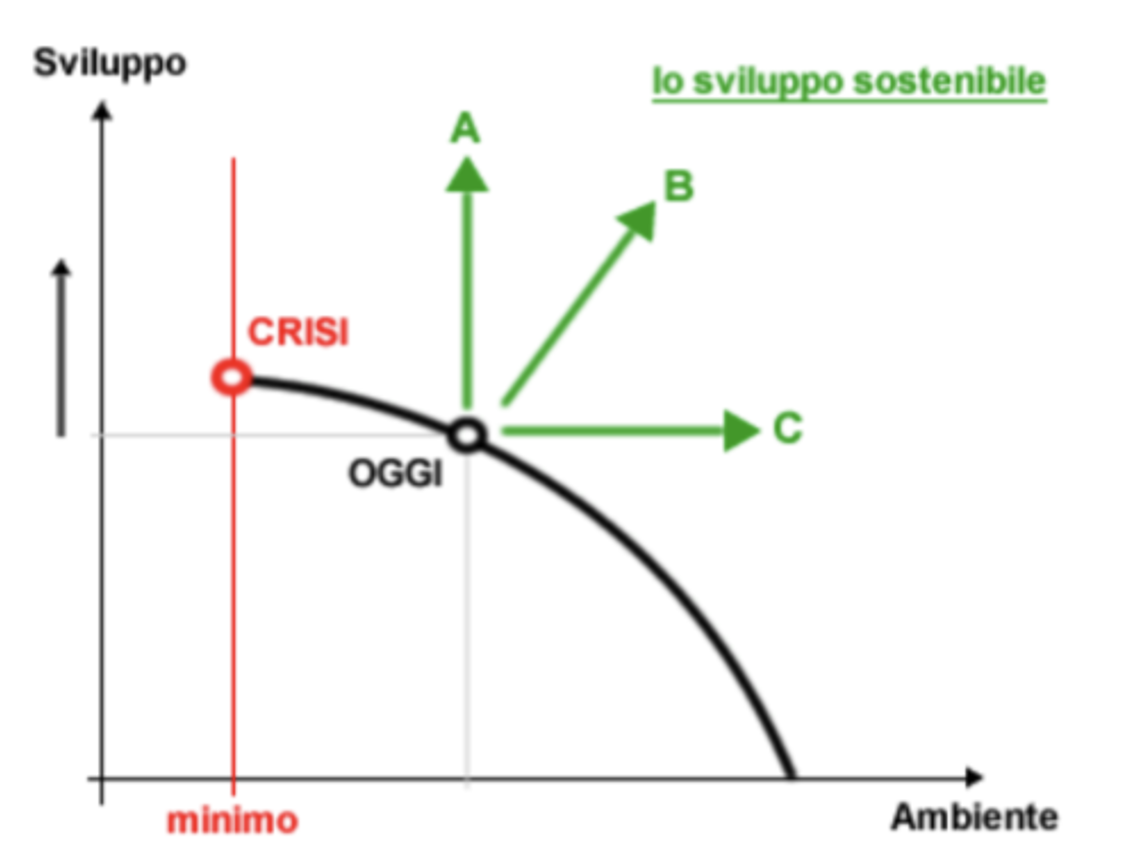 Sviluppo
lo sviluppo sostenibile
A
B
CRISI
C
OGGI
minimo
Ambiente